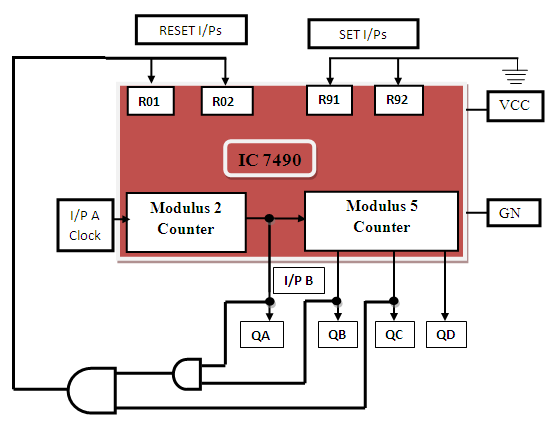 RESET I/Ps
SET I/Ps
R01
R02
R91
R92
VCC
IC 7490
I/P A
Clock
Modulus 2
Counter
Modulus 5
Counter
GN
I/P B
QA
QB
QC
QD